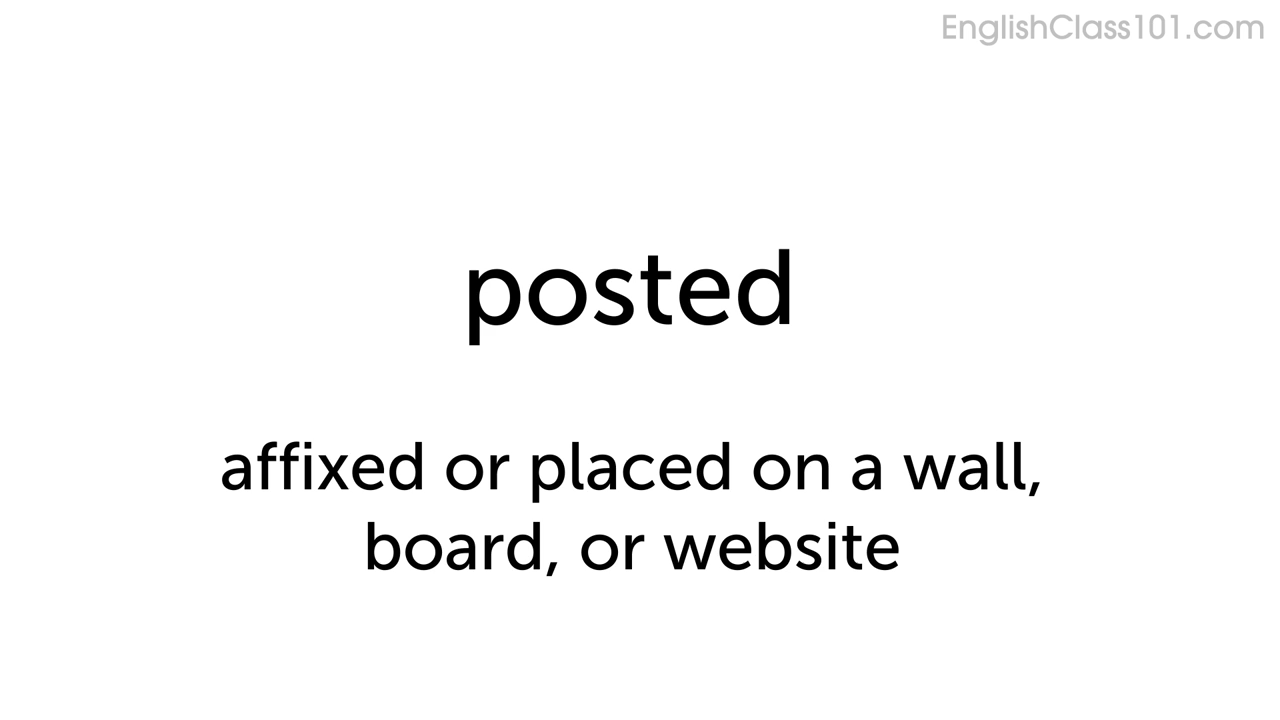 EnglishClass101.com
posted
affixed or placed on a wall,
board, or website